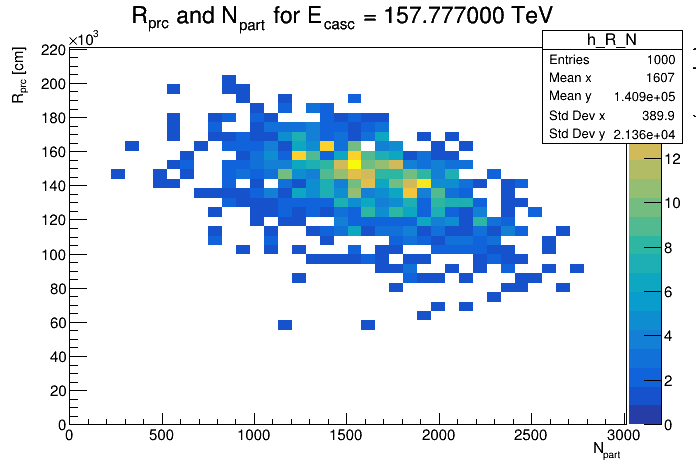 R_prc and N_part for E_casc = 157.777000 TeV
×10³
h_R_N
Entries 1000
Mean x 1607
Mean y 1.409e+05
Std Dev x 389.9
Std Dev y 2.136e+04
R_prc [cm]
220
200
180
160
140
120
100
80
60
40
20
0
12
10
8
6
4
2
0
0 500 1000 1500 2000 2500 3000
N_part